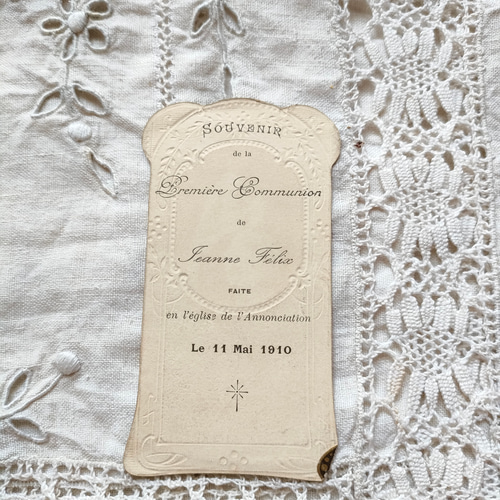 SOUVENIR
de la
Première Communion
de
Jeanne Félix
FAITE
en l'église de l'Annonciation
Le 11 Mai 1910